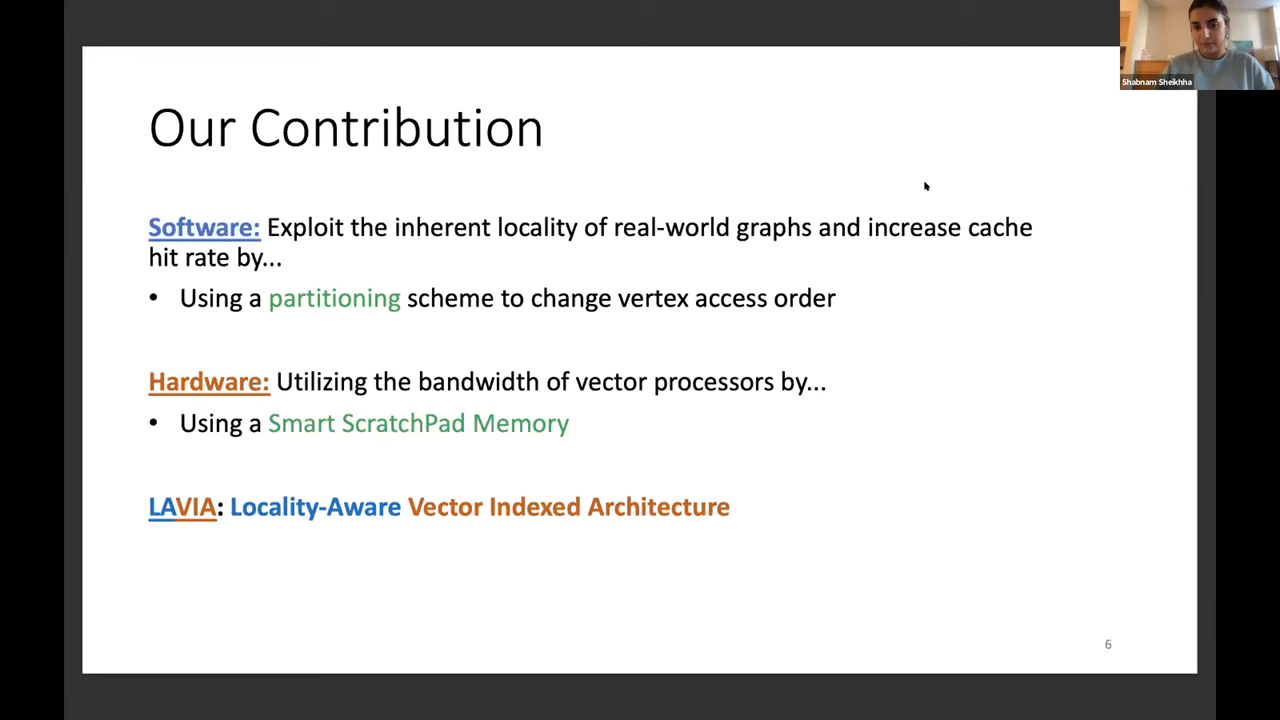 Shabnam Sheikhha
Our Contribution
Software: Exploit the inherent locality of real-world graphs and increase cache
hit rate by...
• Using a partitioning scheme to change vertex access order
Hardware: Utilizing the bandwidth of vector processors by...
• Using a Smart ScratchPad Memory
LAVIA: Locality-Aware Vector Indexed Architecture
6